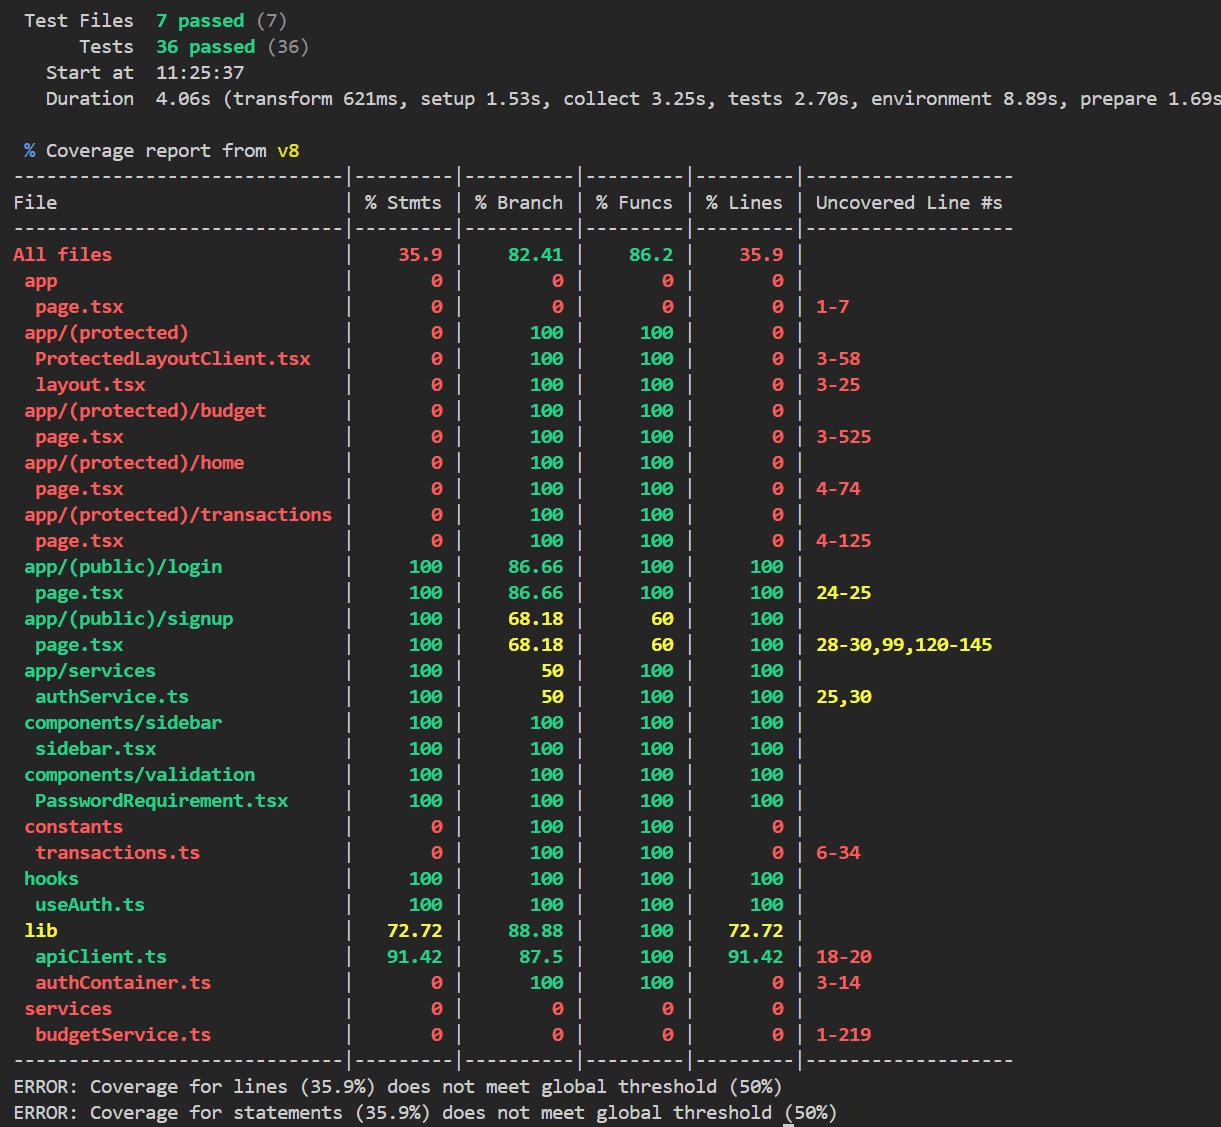 Test Files  7 passed (7)
Tests  36 passed (36)
Start at  11:25:37
Duration  4.06s (transform 621ms, setup 1.53s, collect 3.25s, tests 2.70s, environment 8.89s, prepare 1.69s
% Coverage report from v8
------------------------------|---------|----------|---------|---------|-------------------
File                          | % Stmts | % Branch | % Funcs | % Lines | Uncovered Line #s
------------------------------|---------|----------|---------|---------|-------------------
All files                     |    35.9 |    82.41 |    86.2 |    35.9 |
 app                          |       0 |        0 |       0 |       0 |
  page.tsx                    |       0 |        0 |       0 |       0 | 1-7
 app/(protected)              |       0 |      100 |     100 |       0 |
  ProtectedLayoutClient.tsx   |       0 |      100 |     100 |       0 | 3-58
  layout.tsx                  |       0 |      100 |     100 |       0 | 3-25
 app/(protected)/budget       |       0 |      100 |     100 |       0 |
  page.tsx                    |       0 |      100 |     100 |       0 | 3-525
 app/(protected)/home         |       0 |      100 |     100 |       0 |
  page.tsx                    |       0 |      100 |     100 |       0 | 4-74
 app/(protected)/transactions |       0 |      100 |     100 |       0 |
  page.tsx                    |       0 |      100 |     100 |       0 | 4-125
 app/(public)/login           |     100 |    86.66 |     100 |     100 |
  page.tsx                    |     100 |    86.66 |     100 |     100 | 24-25
 app/(public)/signup          |     100 |    68.18 |      60 |     100 |
  page.tsx                    |     100 |    68.18 |      60 |     100 | 28-30,99,120-145
 app/services                 |     100 |       50 |     100 |     100 |
  authService.ts              |     100 |       50 |     100 |     100 | 25,30
 components/sidebar           |     100 |      100 |     100 |     100 |
  sidebar.tsx                 |     100 |      100 |     100 |     100 |
 components/validation        |     100 |      100 |     100 |     100 |
  PasswordRequirement.tsx     |     100 |      100 |     100 |     100 |
 constants                    |       0 |      100 |     100 |       0 |
  transactions.ts             |       0 |      100 |     100 |       0 | 6-34
 hooks                        |     100 |      100 |     100 |     100 |
  useAuth.ts                  |     100 |      100 |     100 |     100 |
 lib                          |   72.72 |    88.88 |     100 |   72.72 |
  apiClient.ts                |   91.42 |     87.5 |     100 |   91.42 | 18-20
  authContainer.ts            |       0 |      100 |     100 |       0 | 3-14
 services                     |       0 |        0 |       0 |       0 |
  budgetService.ts            |       0 |        0 |       0 |       0 | 1-219
------------------------------|---------|----------|---------|---------|-------------------
ERROR: Coverage for lines (35.9%) does not meet global threshold (50%)
ERROR: Coverage for statements (35.9%) does not meet global threshold (50%)